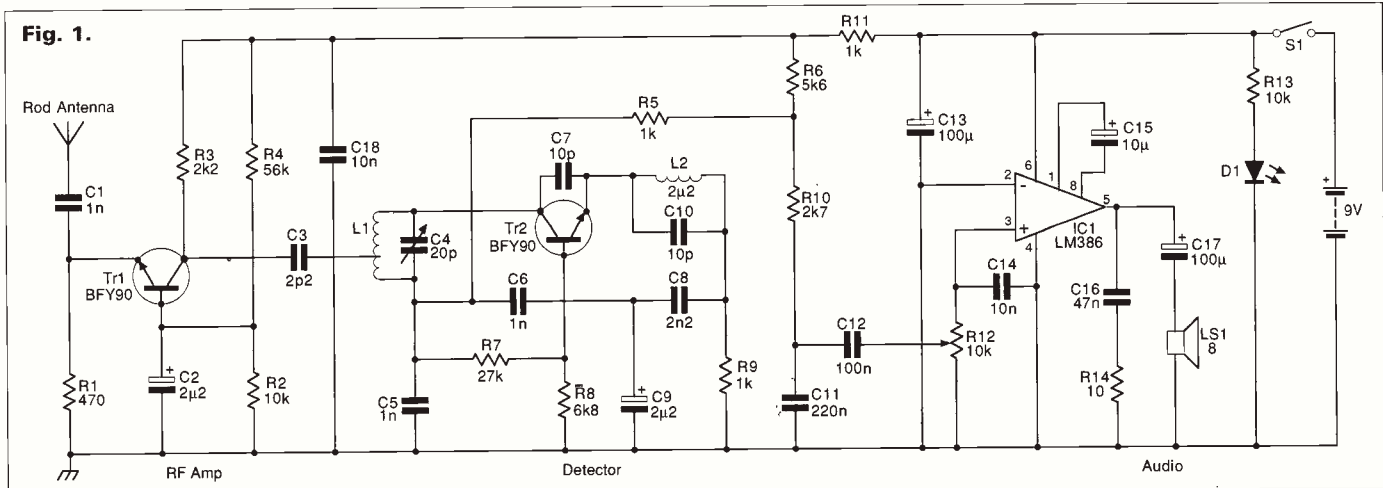 Fig. 1.
Rod Antenna
C1
1n
R1
470
Tr1
BFY90
C2
+
2µ2
R3
2k2
R4
56k
R2
10k
RF Amp
C18
10n
C3
2p2
L1
C4
20p
C5
1n
R7
27k
C6
1n
R5
1k
C7
10p
Tr2
BFY90
L2
2µ2
C10
10p
C8
2n2
R8
6k8
C9
+
2µ2
R9
1k
Detector
R6
5k6
R10
2k7
C11
220n
C12
100n
R11
1k
C13
+
100µ
R12
10k
C14
10n
2
-
3
+
6
1
8
5
4
IC1
LM386
C15
+
10µ
C16
47n
R14
10
C17
+
100µ
LS1
8
Audio
R13
10k
D1
S1
+
9V